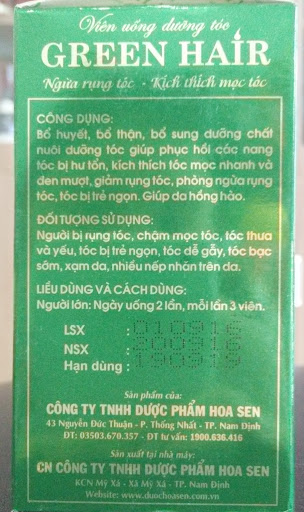 Viên uống dưỡng tóc
GREEN HAIR
Ngừa rụng tóc - Kích thích mọc tóc
CÔNG DỤNG:
Bổ huyết, bổ thận, bổ sung dưỡng chất
nuôi dưỡng tóc giúp phục hồi các nang
tóc bị hư tổn, kích thích tóc mọc nhanh và
đen mượt, giảm rụng tóc, phòng ngừa rụng
tóc, tóc bị trẻ ngọn. Giúp da hồng hào.
ĐỐI TƯỢNG SỬ DỤNG:
Người bị rụng tóc, chậm mọc tóc, tóc thưa
và yếu, tóc bị trẻ ngọn, tóc dễ gẫy, tóc bạc
sớm, xạm da, nhiều nếp nhăn trên da.
LIỀU DÙNG VÀ CÁCH DÙNG:
Người lớn: Ngày uống 2 lần, mỗi lần 3 viên.
LSX : 010916
NSX : 200916
Hạn dùng : 190919
Sản phẩm của:
CÔNG TY TNHH DƯỢC PHẨM HOA SEN
43 Nguyễn Đức Thuận - P. Thống Nhất - TP. Nam Định
ĐT: 03503.670.357 - ĐT tư vấn: 1900.636.416
Sản xuất tại nhà máy:
CN CÔNG TY TNHH DƯỢC PHẨM HOA SEN
KCN Mỹ Xá - Xã Mỹ Xá - TP. Nam Định
Website: www.duochoasen.com.vn